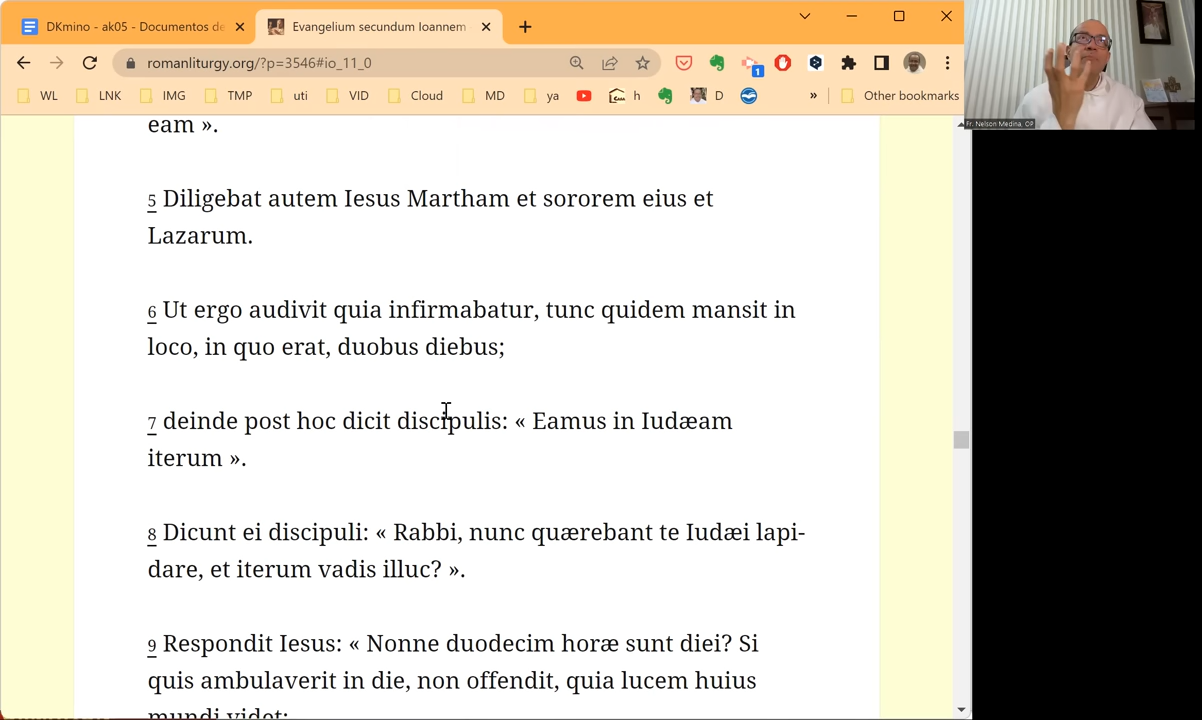 DKmino - ak05 - Documentos de
Evangelium secundum Ioannem
romanliturgy.org/?p=3546#io_11_0
1
WL LNK IMG TMP uti VID Cloud MD ya h D » Other bookmarks
Fr. Nelson Medina, OP
eam ».
5 Diligebat autem Iesus Martham et sororem eius et
Lazarum.
6 Ut ergo audivit quia infirmabatur, tunc quidem mansit in
loco, in quo erat, duobus diebus;
7 deinde post hoc dicit discipulis: « Eamus in Iudæam
iterum ».
8 Dicunt ei discipuli: « Rabbi, nunc quærebant te Iudæi lapi-
dare, et iterum vadis illuc? ».
9 Respondit Iesus: « Nonne duodecim horæ sunt diei? Si
quis ambulaverit in die, non offendit, quia lucem huius
mundi videt;